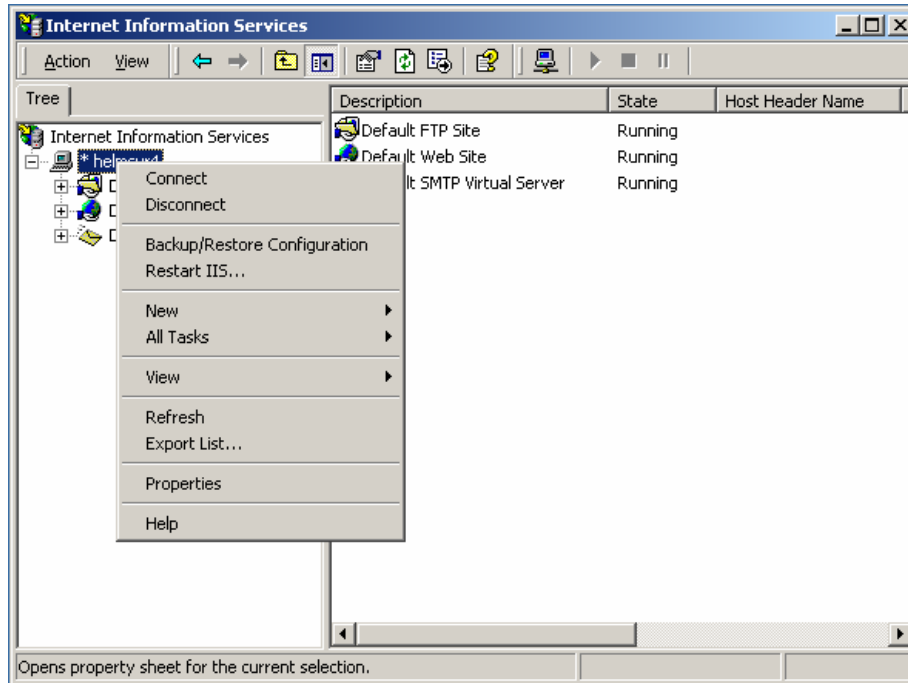 Internet Information Services
Action View
Tree
Description State Host Header Name
Internet Information Services
Default FTP Site Running
Default Web Site Running
lt SMTP Virtual Server Running
Connect
Disconnect
Backup/Restore Configuration
Restart IIS...
New
All Tasks
View
Refresh
Export List...
Properties
Help
Opens property sheet for the current selection.